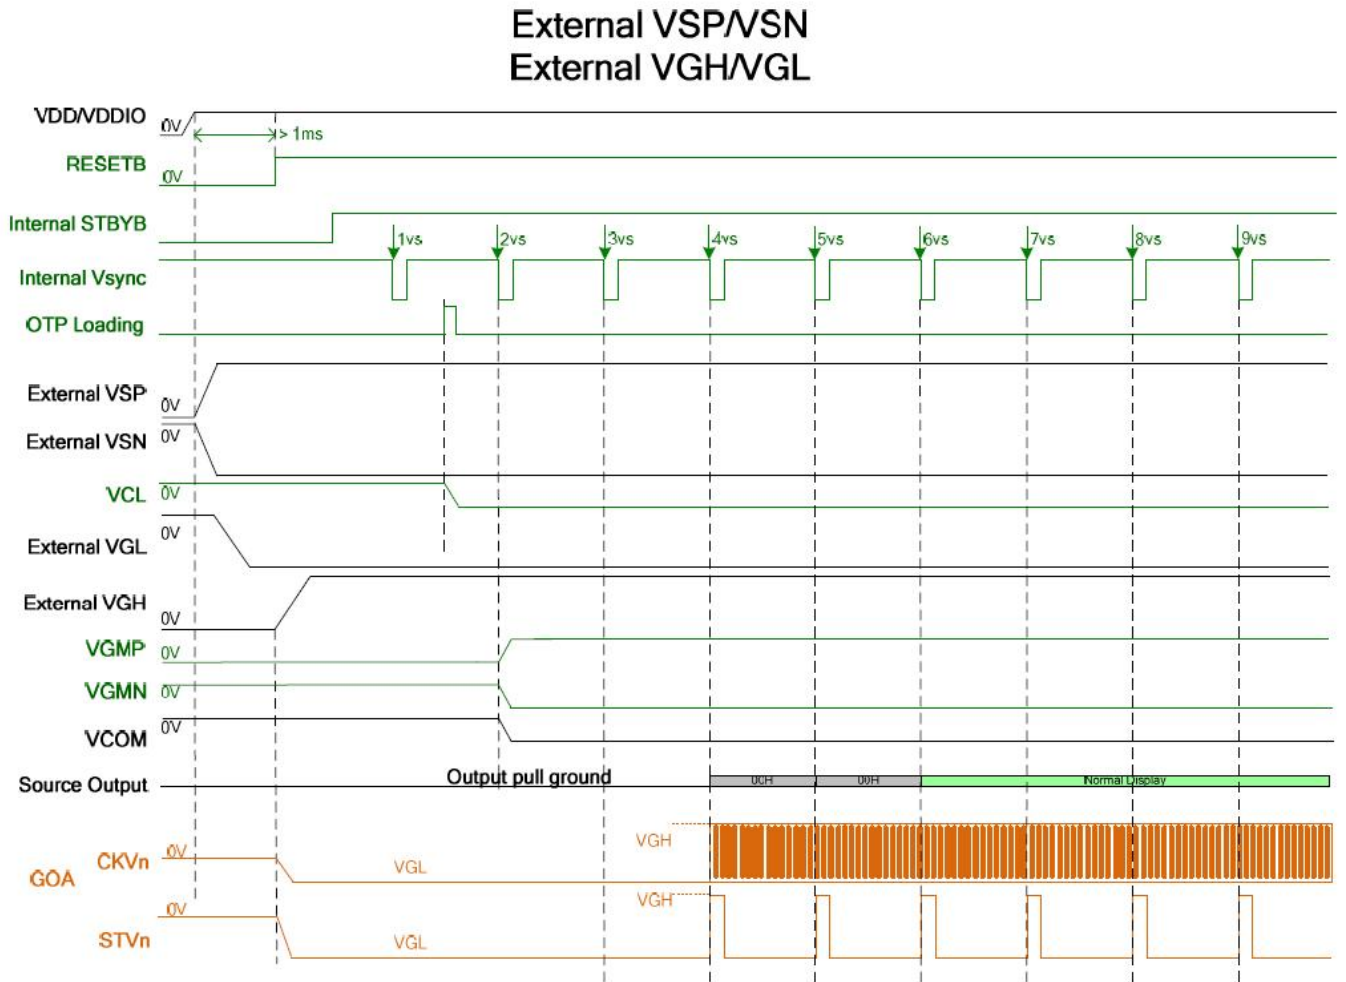 External VSP/VSN
External VGH/VGL
VDD/VDDIO 0V
> 1ms
RESETB 0V
Internal STBYB
1vs 2vs 3vs 4vs 5vs 6vs 7vs 8vs 9vs
Internal Vsync
OTP Loading
External VSP 0V
External VSN 0V
VCL 0V
External VGL 0V
External VGH 0V
VGMP 0V
VGMN 0V
VCOM 0V
Source Output Output pull ground 00H 00H Normal Display
GOA
CKVn 0V VGL VGH
STVn 0V VGL VGH